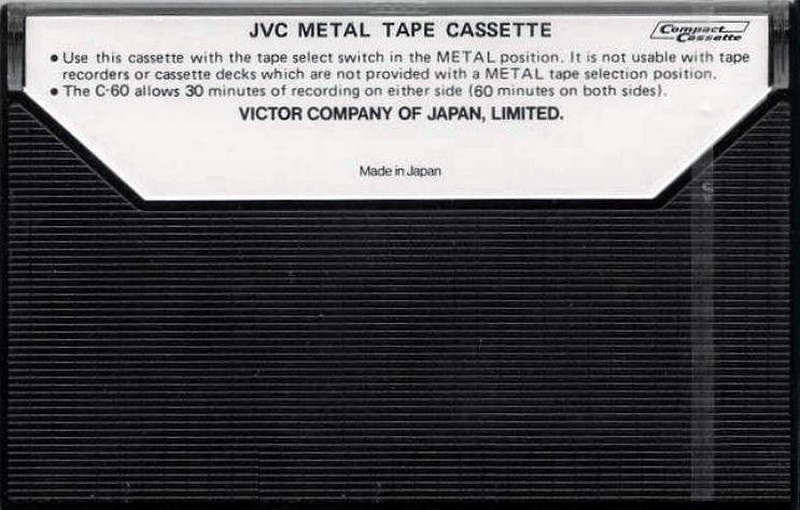 JVC METAL TAPE CASSETTE
Compact
Cassette
• Use this cassette with the tape select switch in the METAL position. It is not usable with tape
recorders or cassette decks which are not provided with a METAL tape selection position.
• The C-60 allows 30 minutes of recording on either side (60 minutes on both sides).
VICTOR COMPANY OF JAPAN, LIMITED.
Made in Japan